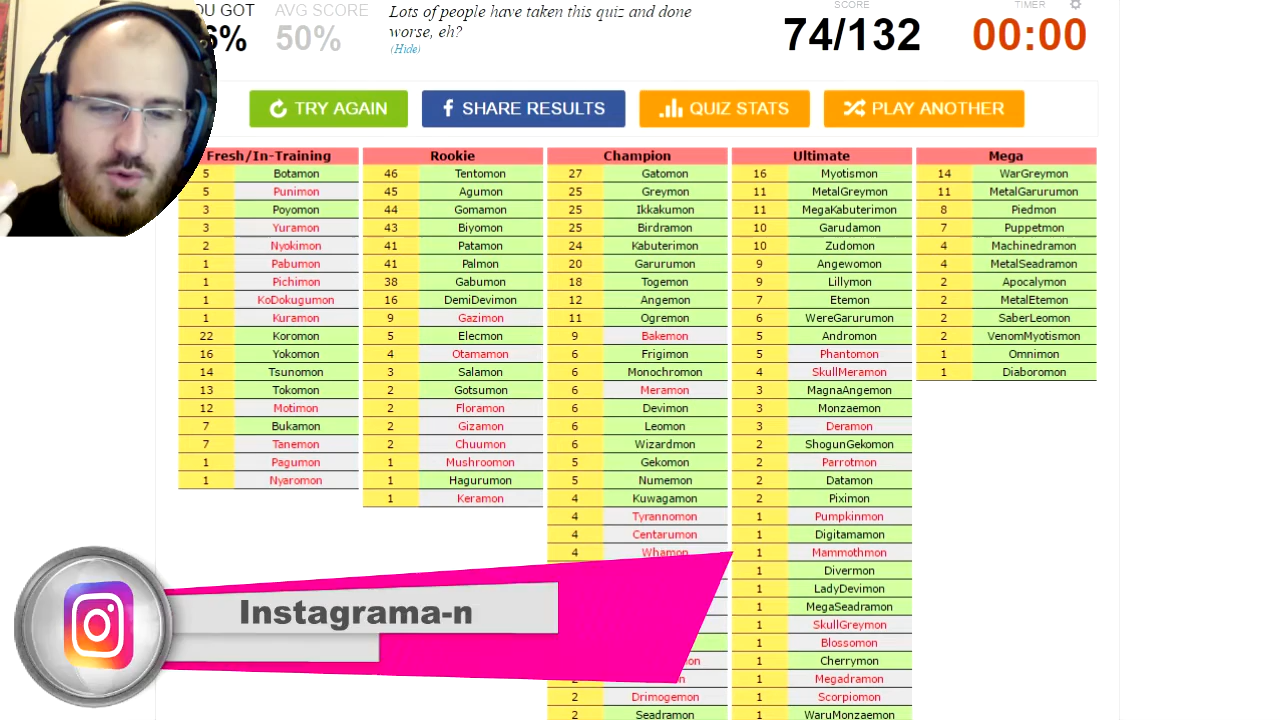 OU GOT
AVG SCORE
Lots of people have taken this quiz and done
SCORE
TIMER
6%
50%
worse, eh?
74/132
00:00
(Hide)
TRY AGAIN
SHARE RESULTS
QUIZ STATS
PLAY ANOTHER
Fresh/In-Training Rookie Champion Ultimate Mega
5 Botamon 46 Tentomon 27 Gatomon 16 Myotismon 14 WarGreymon
5 Punimon 45 Agumon 25 Greymon 11 MetalGreymon 11 MetalGarurumon
3 Poyomon 44 Gomamon 25 Ikkakumon 11 MegaKabuterimon 8 Piedmon
3 Yuramon 43 Biyomon 25 Birdramon 10 Garudamon 7 Puppetmon
2 Nyokimon 41 Patamon 24 Kabuterimon 10 Zudomon 4 Machinedramon
1 Pabumon 41 Palmon 20 Garurumon 9 Angewomon 4 MetalSeadramon
1 Pichimon 38 Gabumon 18 Togemon 9 Lillymon 2 Apocalymon
1 KoDokugumon 16 DemiDevimon 12 Angemon 7 Etemon 2 MetalEtemon
1 Kuramon 9 Gazimon 11 Ogremon 6 WereGarurumon 2 SaberLeomon
22 Koromon 5 Elecmon 9 Bakemon 5 Andromon 2 VenomMyotismon
16 Yokomon 4 Otamamon 6 Frigimon 5 Phantomon 1 Omnimon
14 Tsunomon 3 Salamon 6 Monochromon 4 SkullMeramon 1 Diaboromon
13 Tokomon 2 Gotsumon 6 Meramon 3 MagnaAngemon
12 Motimon 2 Floramon 6 Devimon 3 Monzaemon
7 Bukamon 2 Gizamon 6 Leomon 3 Deramon
7 Tanemon 2 Chuumon 6 Wizardmon 2 ShogunGekomon
1 Pagumon 1 Mushroomon 5 Gekomon 2 Parrotmon
1 Nyaromon 1 Hagurumon 5 Numemon 2 Datamon
1 Keramon 4 Kuwagamon 2 Piximon
4 Tyrannomon 1 Pumpkinmon
4 Centarumon 1 Digitamamon
4 Whamon 1 Mammothmon
1 Divermon
1 LadyDevimon
1 MegaSeadramon
1 SkullGreymon
1 Blossomon
on 1 Cherrymon
1 Megadramon
2 Drimogemon 1 Scorpiomon
2 Seadramon 1 WaruMonzaemon
Instagrama-n